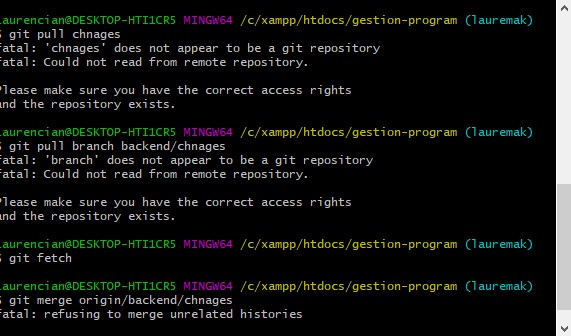 laurencian@DESKTOP-HTI1CR5 MINGW64 /c/xampp/htdocs/gestion-program (lauremak)
$ git pull chnages
fatal: 'chnages' does not appear to be a git repository
fatal: Could not read from remote repository.
Please make sure you have the correct access rights
and the repository exists.
laurencian@DESKTOP-HTI1CR5 MINGW64 /c/xampp/htdocs/gestion-program (lauremak)
$ git pull branch backend/chnages
fatal: 'branch' does not appear to be a git repository
fatal: Could not read from remote repository.
Please make sure you have the correct access rights
and the repository exists.
laurencian@DESKTOP-HTI1CR5 MINGW64 /c/xampp/htdocs/gestion-program (lauremak)
$ git fetch
laurencian@DESKTOP-HTI1CR5 MINGW64 /c/xampp/htdocs/gestion-program (lauremak)
$ git merge origin/backend/chnages
fatal: refusing to merge unrelated histories